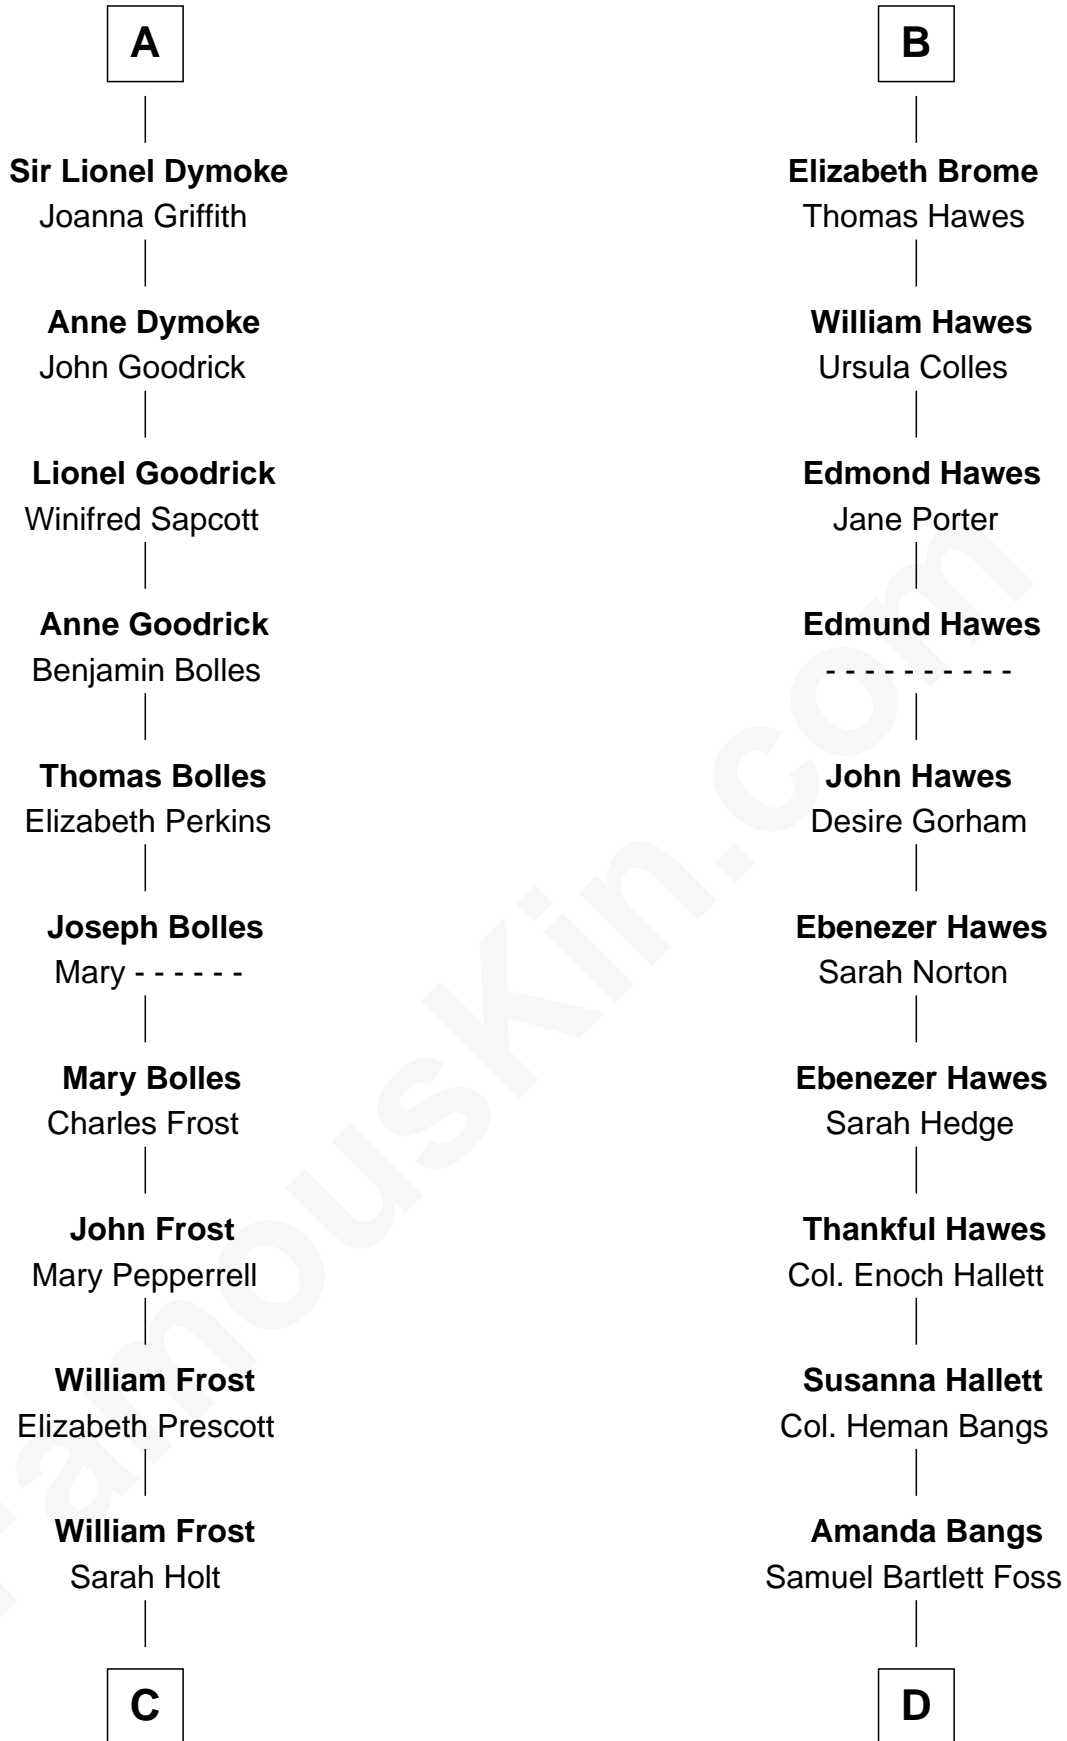 A
Sir Lionel Dymoke
Joanna Griffith
Anne Dymoke
John Goodrick
Lionel Goodrick
Winifred Sapcott
Anne Goodrick
Benjamin Bolles
Thomas Bolles
Elizabeth Perkins
Joseph Bolles
Mary - - - - - -
Mary Bolles
Charles Frost
John Frost
Mary Pepperrell
William Frost
Elizabeth Prescott
William Frost
Sarah Holt
C
B
Elizabeth Brome
Thomas Hawes
William Hawes
Ursula Colles
Edmond Hawes
Jane Porter
Edmund Hawes
- - - - - - - - - -
John Hawes
Desire Gorham
Ebenezer Hawes
Sarah Norton
Ebenezer Hawes
Sarah Hedge
Thankful Hawes
Col. Enoch Hallett
Susanna Hallett
Col. Heman Bangs
Amanda Bangs
Samuel Bartlett Foss
D
FamousKin.com